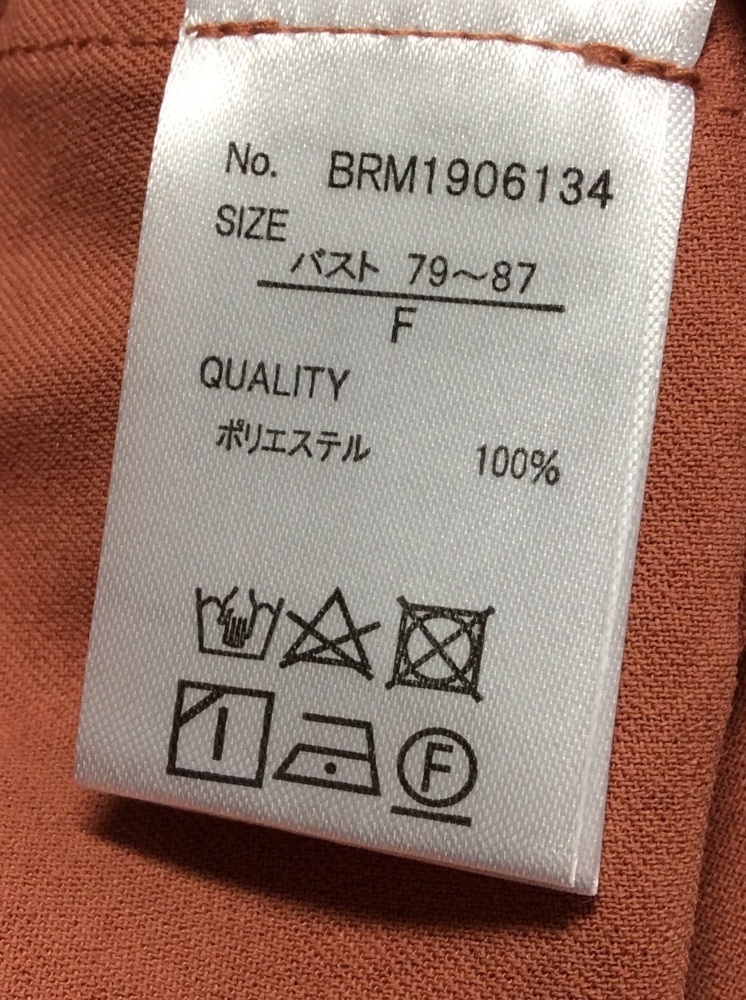 No. BRM1906134
SIZE
バスト 79～87
F
QUALITY
ポリエステル 100%
F